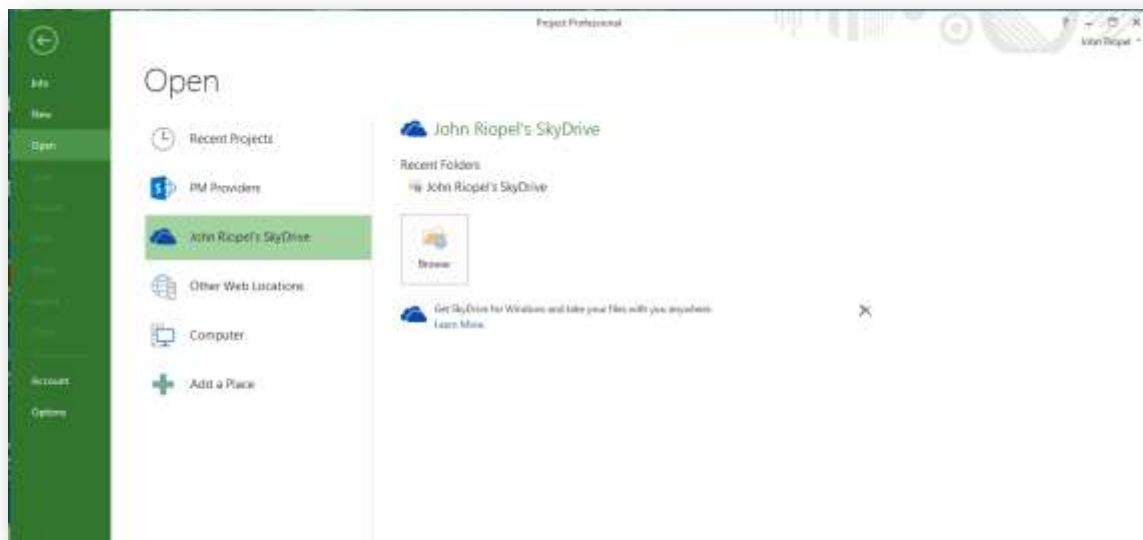 Project Professional
?
John Riopel
Info
New
Open
Account
Options
Open
Recent Projects
PM Providers
John Riopel's SkyDrive
Other Web Locations
Computer
Add a Place
John Riopel's SkyDrive
Recent Folders
John Riopel's SkyDrive
Browse
Get SkyDrive for Windows and take your files with you anywhere.
Learn More